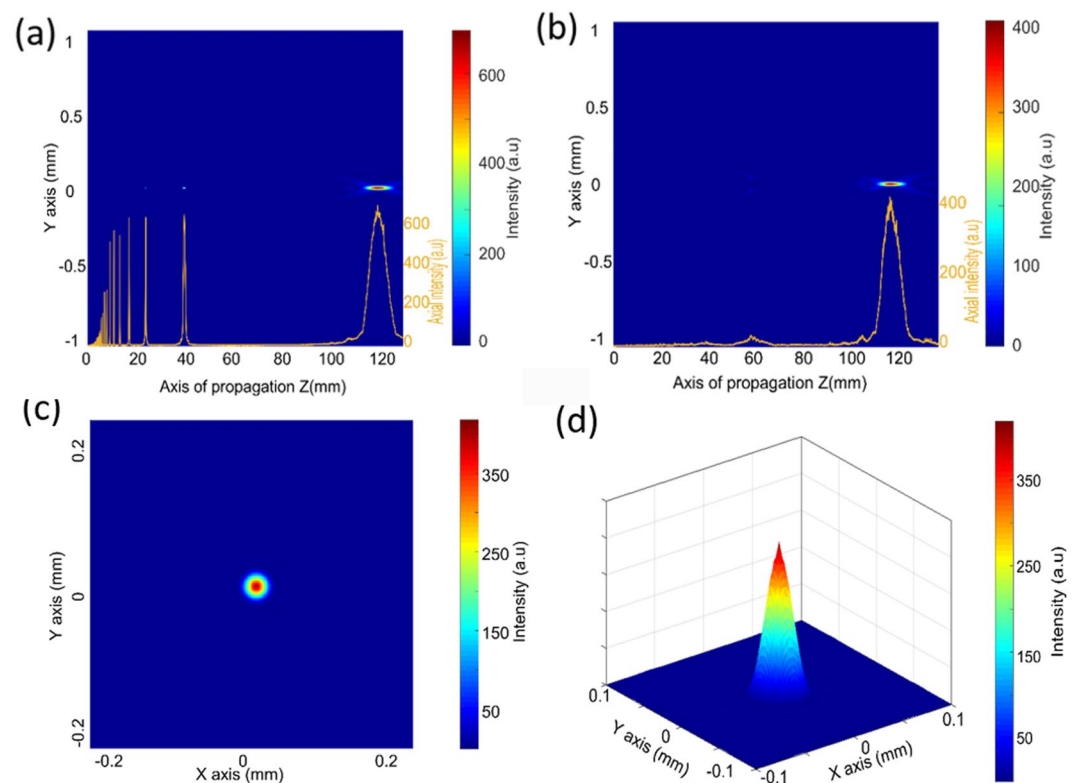 (a)
1
0.5
0
-0.5
-1
Y axis (mm)
0 20 40 60 80 100 120
Axis of propagation Z(mm)
600
400
200
0
Axial intensity (a.u)
600
400
200
0
Intensity (a.u)
(b)
1
0.5
0
-0.5
-1
Y axis (mm)
0 20 40 60 80 100 120
Axis of propagation Z(mm)
400
200
0
Axial intensity (a.u)
400
300
200
100
0
Intensity (a.u)
(c)
0.2
0
-0.2
Y axis (mm)
-0.2 0 0.2
X axis (mm)
350
250
150
50
Intensity (a.u)
(d)
0.1
0
-0.1
Y axis (mm)
-0.1
0
0.1
X axis (mm)
350
250
150
50
Intensity (a.u)